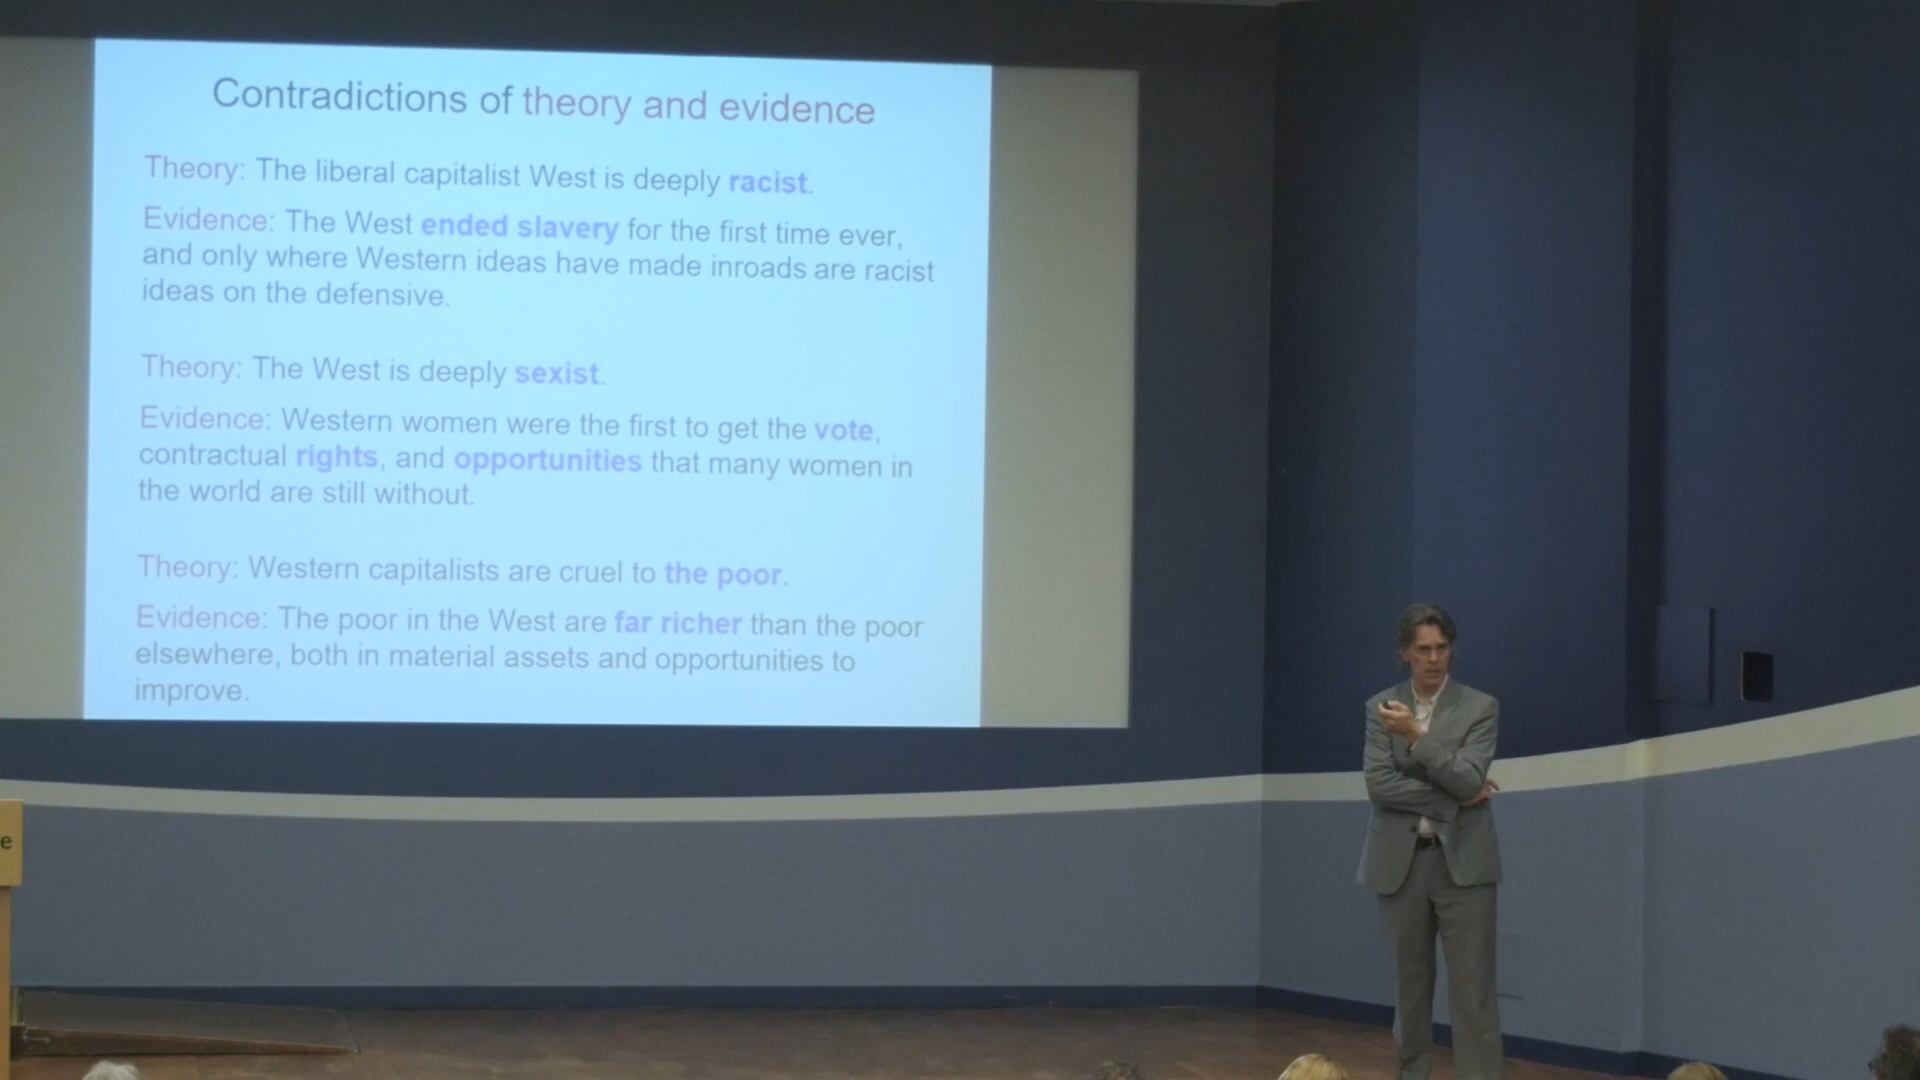 Contradictions of theory and evidence
Theory: The liberal capitalist West is deeply racist.
Evidence: The West ended slavery for the first time ever,
and only where Western ideas have made inroads are racist
ideas on the defensive.
Theory: The West is deeply sexist.
Evidence: Western women were the first to get the vote,
contractual rights, and opportunities that many women in
the world are still without.
Theory: Western capitalists are cruel to the poor.
Evidence: The poor in the West are far richer than the poor
elsewhere, both in material assets and opportunities to
improve.
e